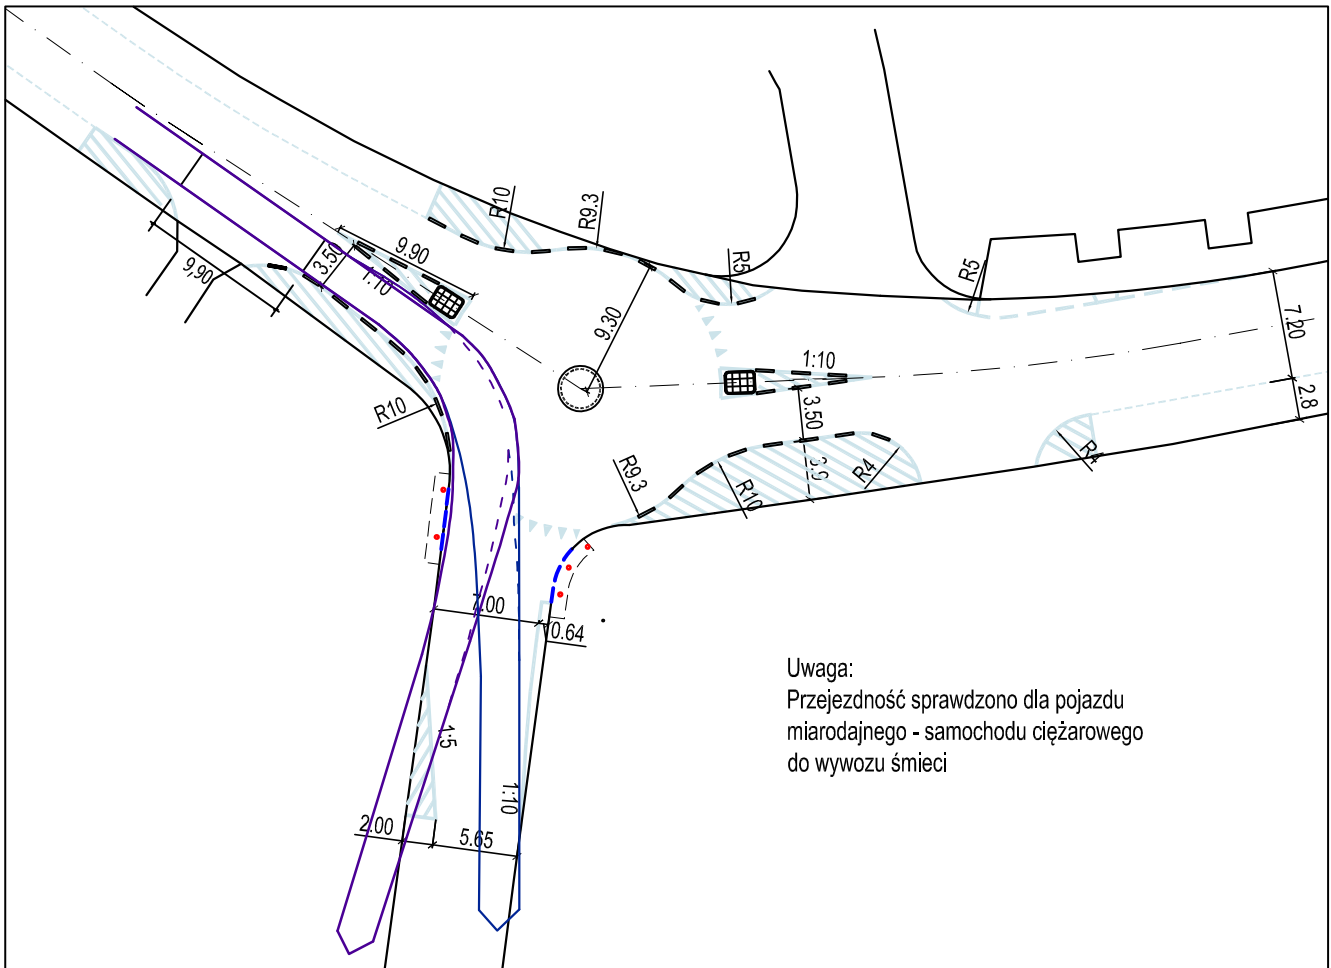 R10
R9.3
9.90
3.50
1:10
9,90
R5
R5
9.30
7.20
1:10
2.8
3.50
R10
3.0
R4
R4
R9.3
R10
7.00
0.64
Uwaga:
Przejezdność sprawdzono dla pojazdu
miarodajnego - samochodu ciężarowego
do wywozu śmieci
1:5
1:10
2.00
5.65